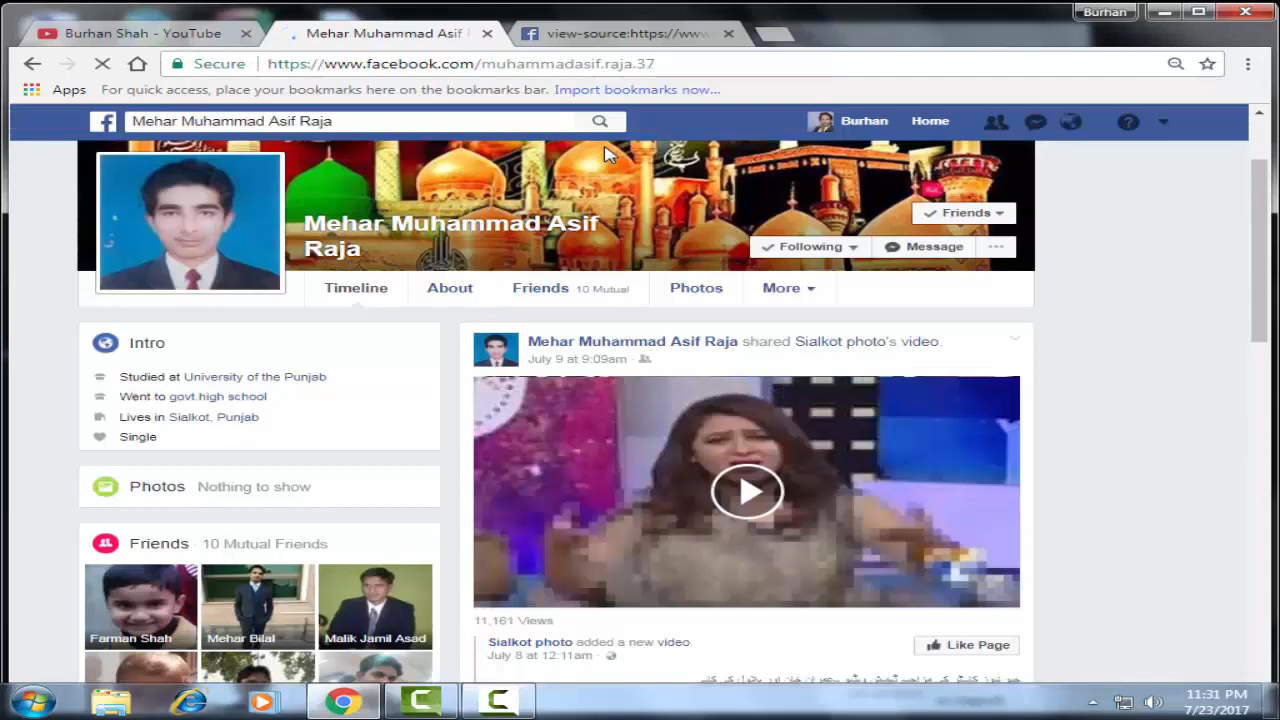 Burhan
Burhan Shah - YouTube
Mehar Muhammad Asif
view-source:https://www
Secure
https://www.facebook.com/muhammadasif.raja.37
Apps
For quick access, place your bookmarks here on the bookmarks bar. Import bookmarks now...
Mehar Muhammad Asif Raja
Burhan
Home
Mehar Muhammad Asif
Raja
Friends
Following
Message
Timeline
About
Friends 10 Mutual
Photos
More
Intro
Studied at University of the Punjab
Went to govt.high school
Lives in Sialkot, Punjab
Single
Photos Nothing to show
Friends 10 Mutual Friends
Farman Shah
Mehar Bilal
Malik Jamil Asad
Mehar Muhammad Asif Raja shared Sialkot photo's video.
July 9 at 9:09am
11,161 Views
Sialkot photo added a new video.
July 8 at 12:11am
Like Page
11:31 PM
7/23/2017